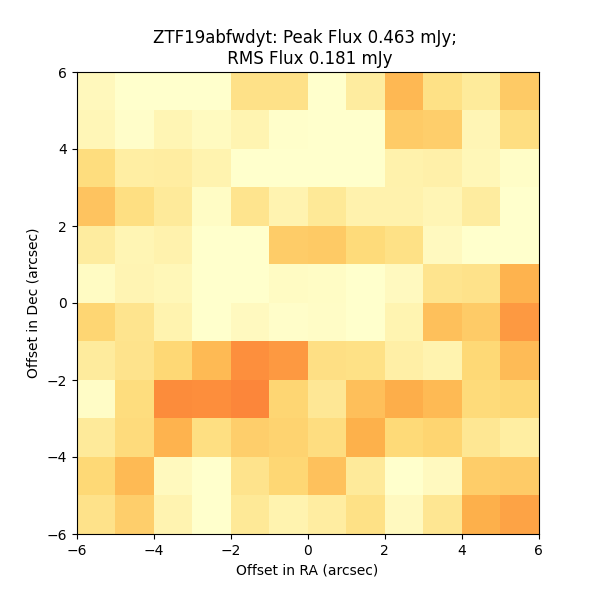 ZTF19abfwdyt: Peak Flux 0.463 mJy;
RMS Flux 0.181 mJy
6
4
2
0
−2
−4
−6
Offset in Dec (arcsec)
−6 −4 −2 0 2 4 6
Offset in RA (arcsec)